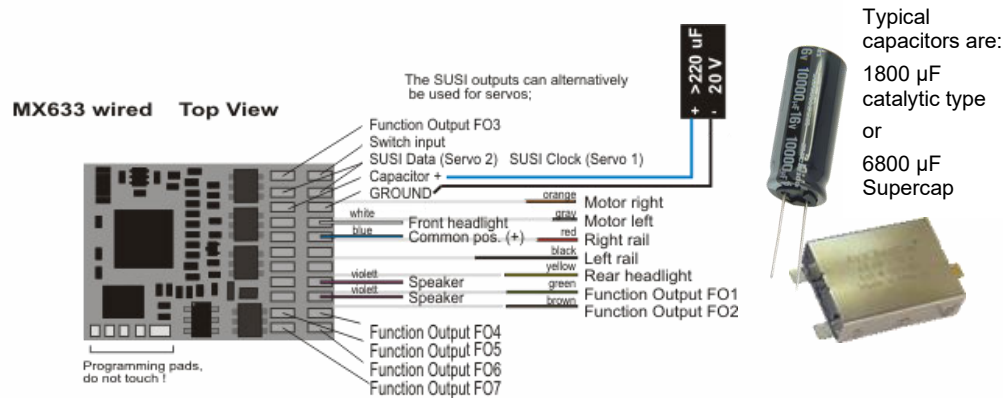 MX633 wired Top View
The SUSI outputs can alternatively
be used for servos;
>220 uF
20 V
+ -
Function Output FO3
Switch input
SUSI Data (Servo 2) SUSI Clock (Servo 1)
Capacitor +
GROUND
orange
Motor right
white
gray
Front headlight
Motor left
blue
red
Common pos. (+)
Right rail
black
Left rail
yellow
Rear headlight
violett
Speaker
green
Function Output FO1
violett
Speaker
brown
Function Output FO2
Function Output FO4
Function Output FO5
Function Output FO6
Function Output FO7
Programming pads,
do not touch !
Typical
capacitors are:
1800 µF
catalytic type
or
6800 µF
Supercap
10000µF16v